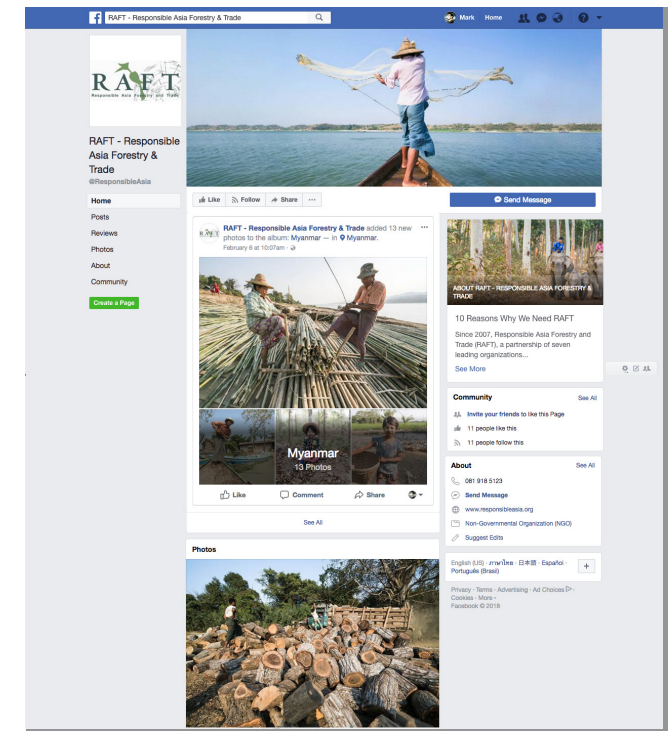 RAFT - Responsible Asia Forestry & Trade
Mark Home
RAFT
Responsible Asia Forestry and Trade
RAFT - Responsible
Asia Forestry &
Trade
@ResponsibleAsia
Home
Posts
Reviews
Photos
About
Community
Create a Page
Like Follow Share ...
Send Message
RAFT - Responsible Asia Forestry & Trade added 13 new
photos to the album: Myanmar — in Myanmar.
February 6 at 10:07am ·
Myanmar
13 Photos
Like Comment Share
See All
Photos
ABOUT RAFT - RESPONSIBLE ASIA FORESTRY &
TRADE
10 Reasons Why We Need RAFT
Since 2007, Responsible Asia Forestry and
Trade (RAFT), a partnership of seven
leading organizations...
See More
Community See All
Invite your friends to like this Page
11 people like this
11 people follow this
About See All
081 918 5123
Send Message
www.responsibleasia.org
Non-Governmental Organization (NGO)
Suggest Edits
English (US) · ภาษาไทย · 日本語 · Español ·
Português (Brasil)
Privacy · Terms · Advertising · Ad Choices ·
Cookies · More ·
Facebook © 2018